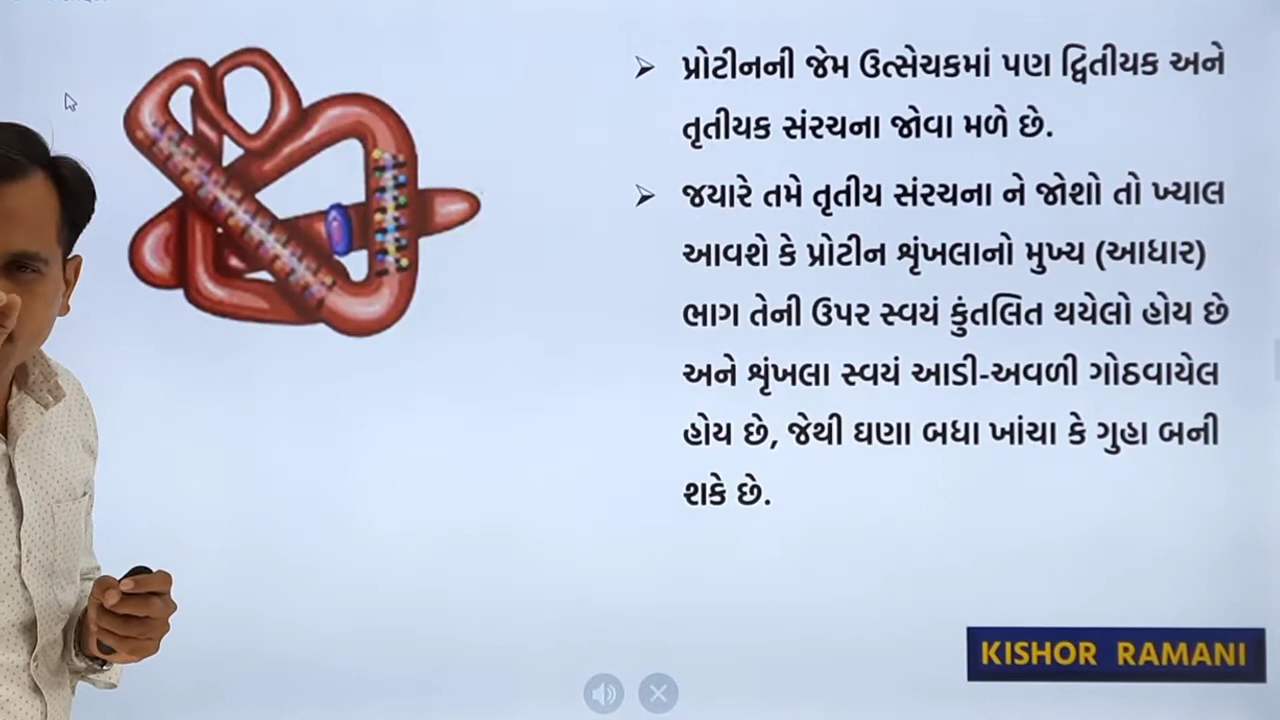 ➤ પ્રોટીનની જેમ ઉત્સેચકમાં પણ દ્વિતીયક અને
તૃતીયક સંરચના જોવા મળે છે.
➤ જયારે તમે તૃતીય સંરચના ને જોશો તો ખ્યાલ
આવશે કે પ્રોટીન શૃંખલાનો મુખ્ય (આધાર)
ભાગ તેની ઉપર સ્વયં કુંતલિત થયેલો હોય છે
અને શૃંખલા સ્વયં આડી-અવળી ગોઠવાયેલ
હોય છે, જેથી ઘણા બધા ખાંચા કે ગુહા બની
શકે છે.
KISHOR RAMANI